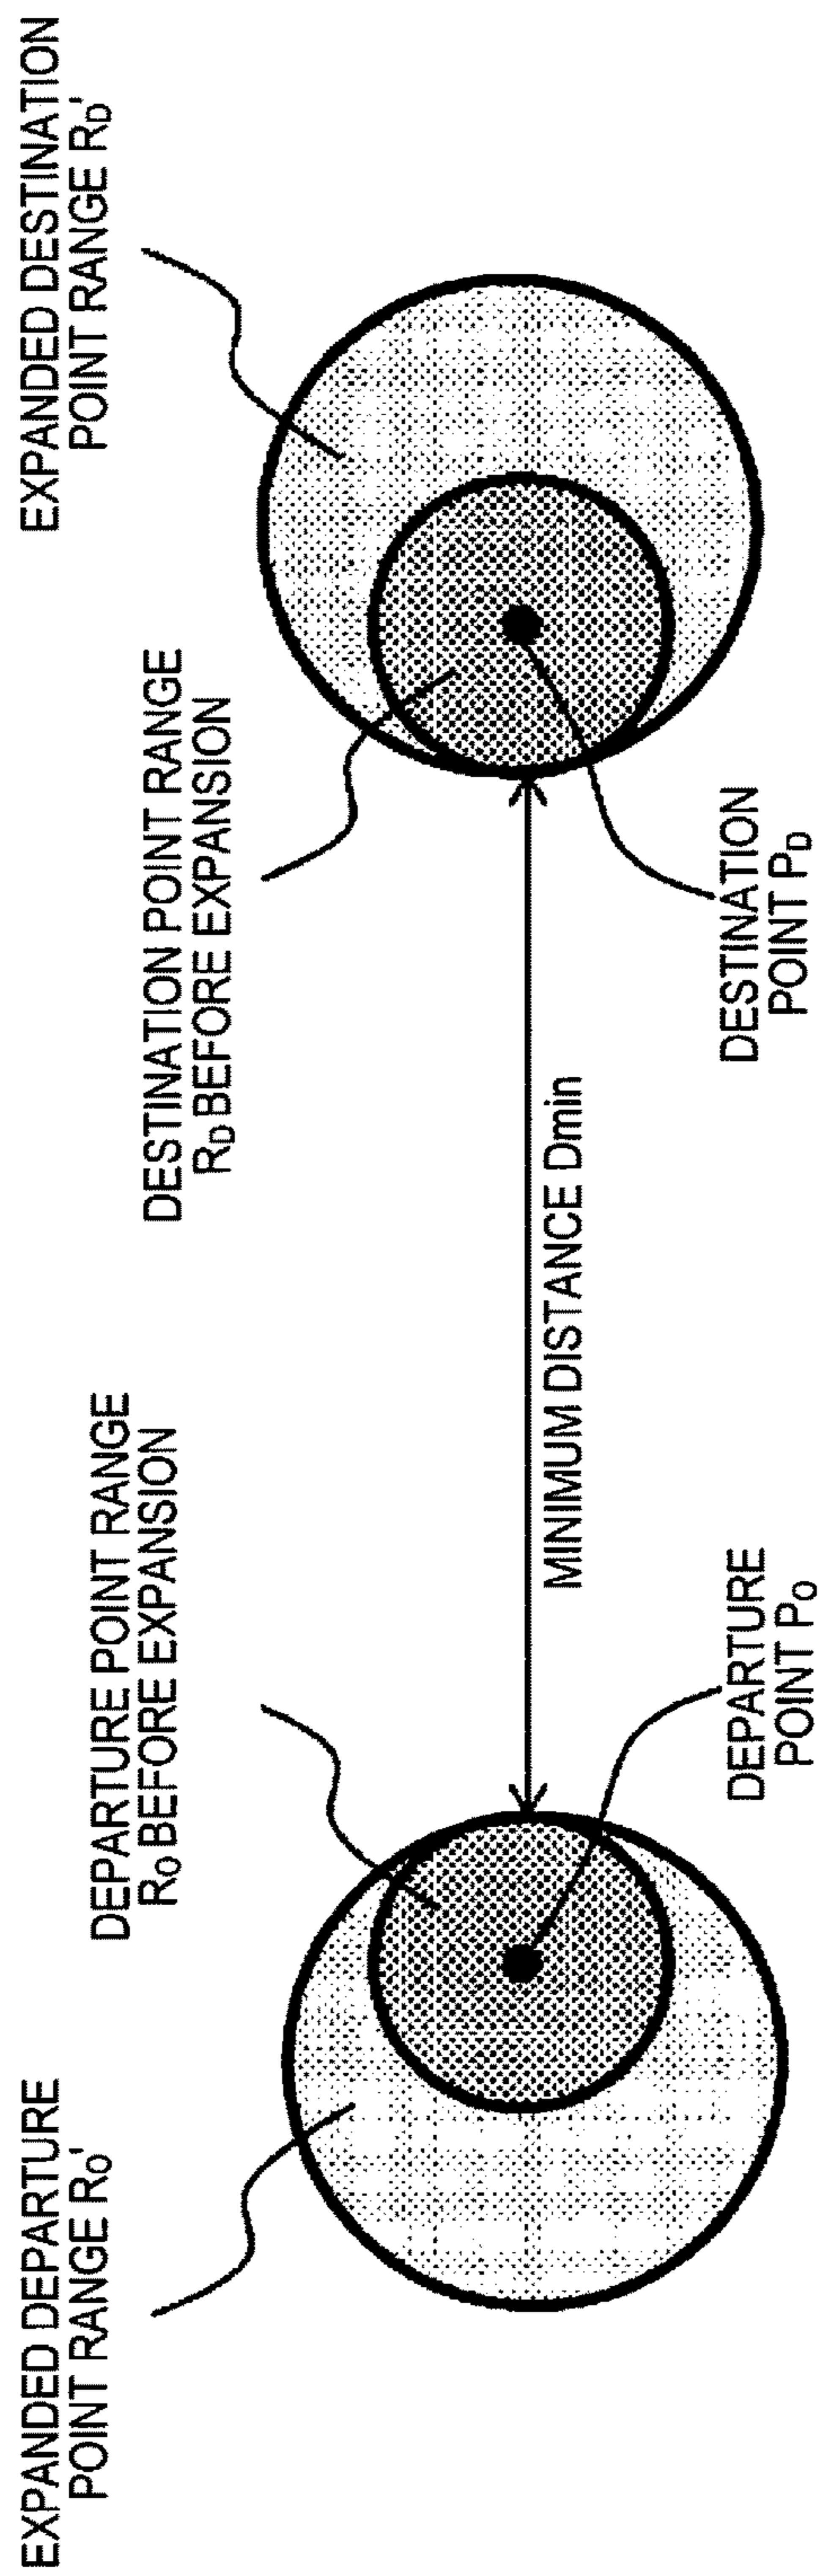 EXPANDED DEPARTURE
POINT RANGE Ro'
DEPARTURE POINT RANGE
Ro BEFORE EXPANSION
DESTINATION POINT RANGE
RD BEFORE EXPANSION
EXPANDED DESTINATION
POINT RANGE RD'
MINIMUM DISTANCE Dmin
DEPARTURE
POINT Po
DESTINATION
POINT PD